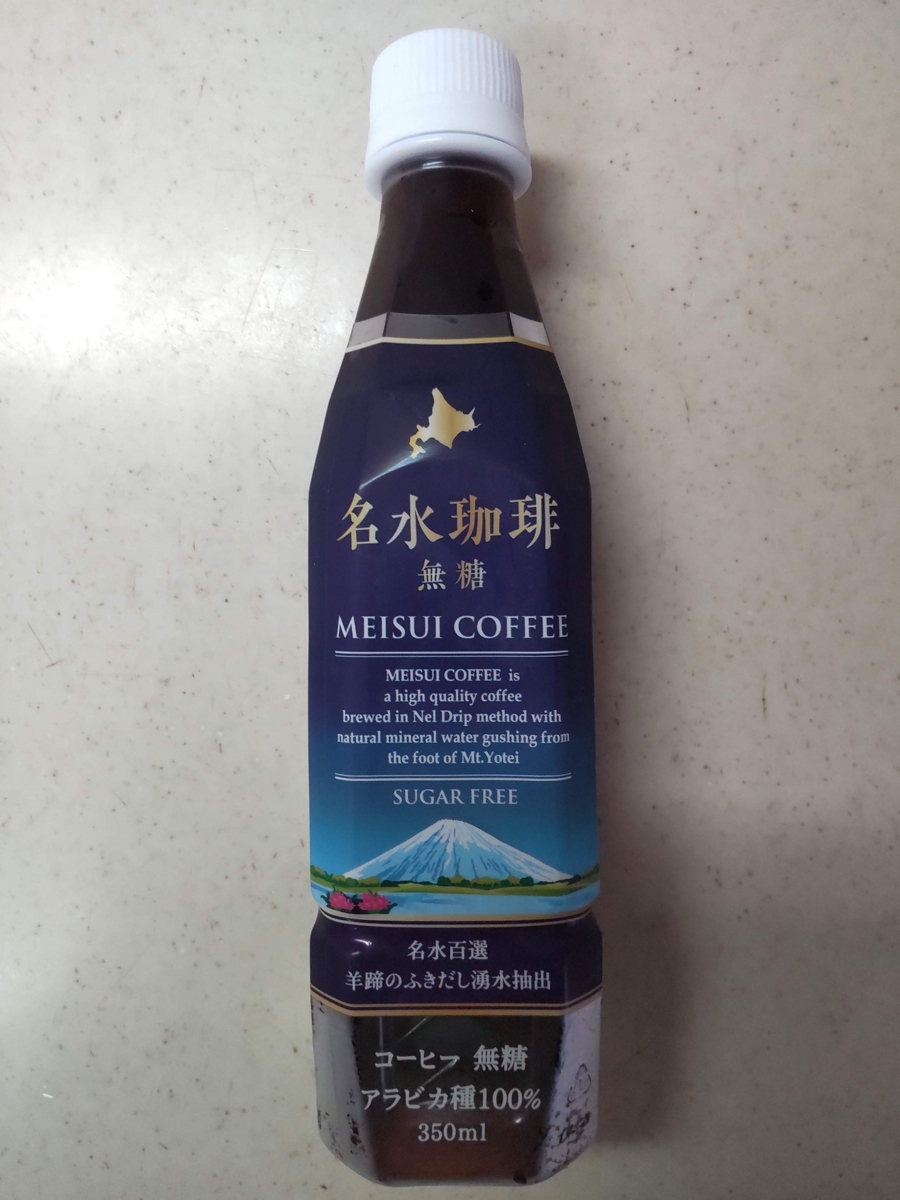 名水珈琲
無糖
MEISUI COFFEE
MEISUI COFFEE is
a high quality coffee
brewed in Nel Drip method with
natural mineral water gushing from
the foot of Mt.Yotei
SUGAR FREE
名水百選
羊蹄のふきだし湧水抽出
コーヒー 無糖
アラビカ種100%
350ml